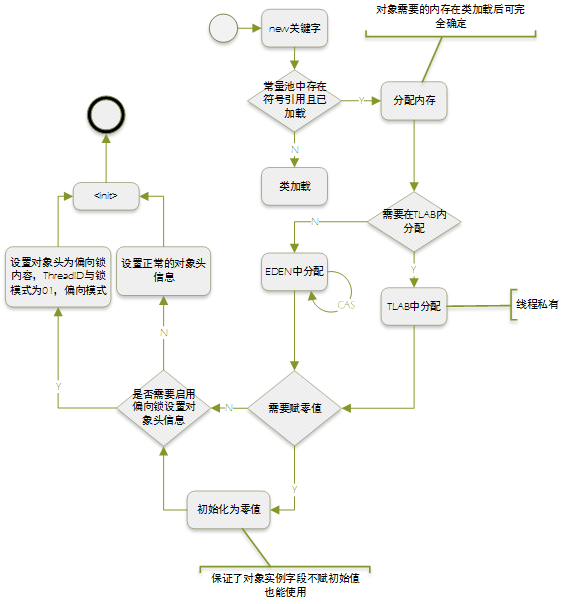 对象需要的内存在类加载后可完
全确定
new关键字
常量池中存在
符号引用且已
加载
Y
分配内存
N
类加载
<init>
需要在TLAB内
分配
N
Y
设置对象头为偏向锁
内容，ThreadID与锁
模式为01，偏向模式
设置正常的对象头
信息
EDEN中分配
CAS
TLAB中分配
线程私有
N
Y
是否需要启用
偏向锁设置对
象头信息
N
需要赋零值
Y
初始化为零值
保证了对象实例字段不赋初始值
也能使用